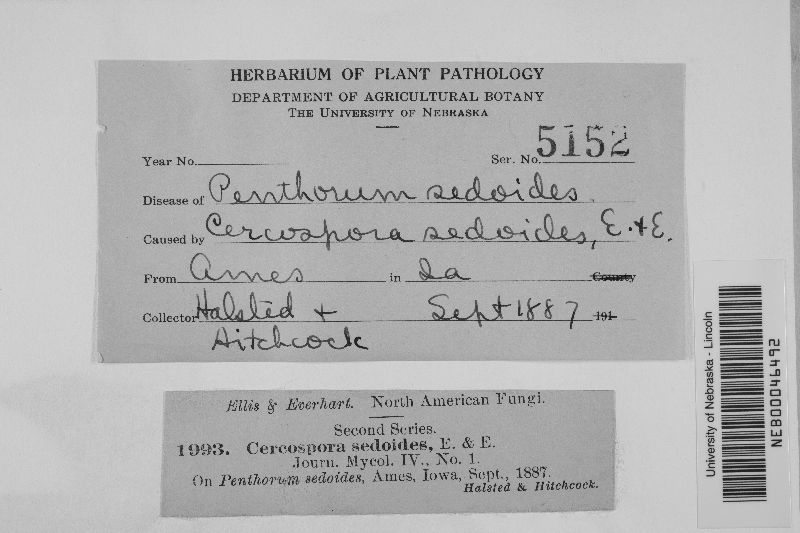 HERBARIUM OF PLANT PATHOLOGY
DEPARTMENT OF AGRICULTURAL BOTANY
THE UNIVERSITY OF NEBRASKA
Year No. Ser. No. 5152
Disease of Penthorum sedoides.
Caused by Cercospora sedoides, E. & E.
From Ames in Ia County
Collector Halsted & Sept 1887 191
Hitchcock
Ellis & Everhart. North American Fungi.
Second Series.
1993. Cercospora sedoides, E. & E.
Journ. Mycol. IV., No. 1.
On Penthorum sedoides, Ames, Iowa, Sept., 1887.
Halsted & Hitchcock.
University of Nebraska - Lincoln
NEB00046492